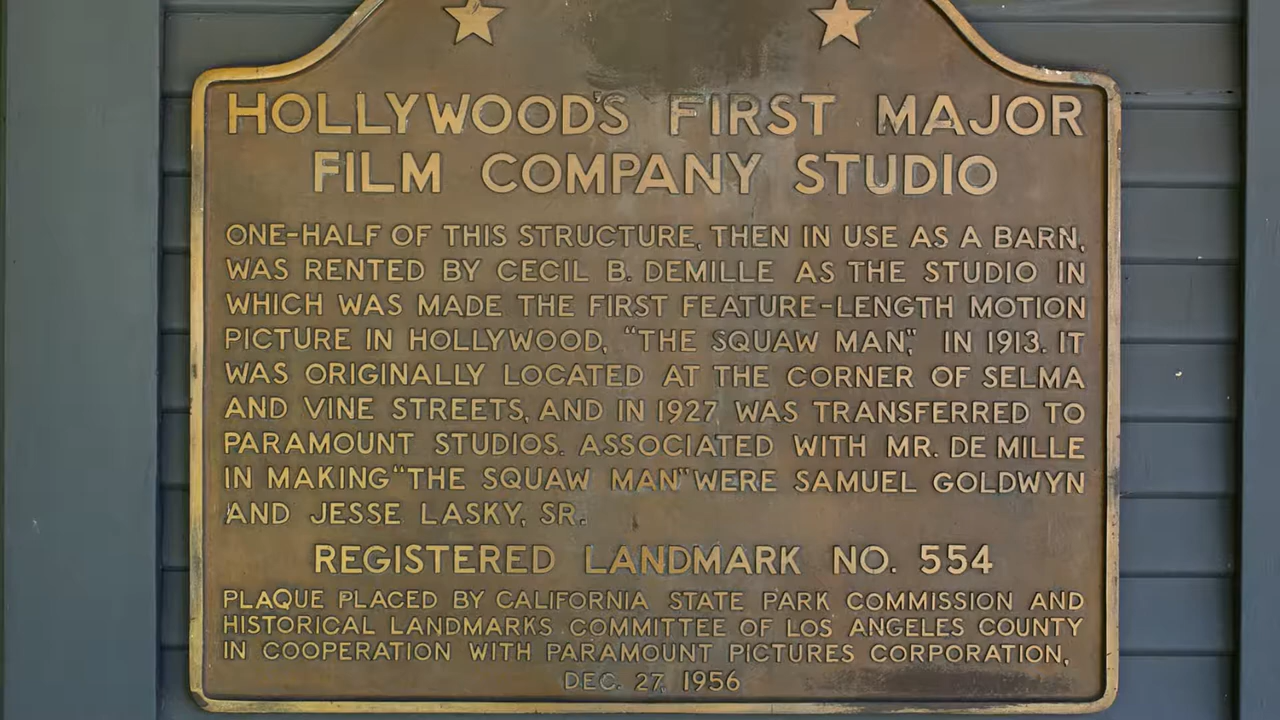 HOLLYWOOD'S FIRST MAJOR
FILM COMPANY STUDIO
ONE-HALF OF THIS STRUCTURE, THEN IN USE AS A BARN,
WAS RENTED BY CECIL B. DEMILLE AS THE STUDIO IN
WHICH WAS MADE THE FIRST FEATURE-LENGTH MOTION
PICTURE IN HOLLYWOOD, "THE SQUAW MAN," IN 1913. IT
WAS ORIGINALLY LOCATED AT THE CORNER OF SELMA
AND VINE STREETS, AND IN 1927 WAS TRANSFERRED TO
PARAMOUNT STUDIOS. ASSOCIATED WITH MR. DE MILLE
IN MAKING "THE SQUAW MAN" WERE SAMUEL GOLDWYN
AND JESSE LASKY, SR.
REGISTERED LANDMARK NO. 554
PLAQUE PLACED BY CALIFORNIA STATE PARK COMMISSION AND
HISTORICAL LANDMARKS COMMITTEE OF LOS ANGELES COUNTY
IN COOPERATION WITH PARAMOUNT PICTURES CORPORATION,
DEC. 27, 1956